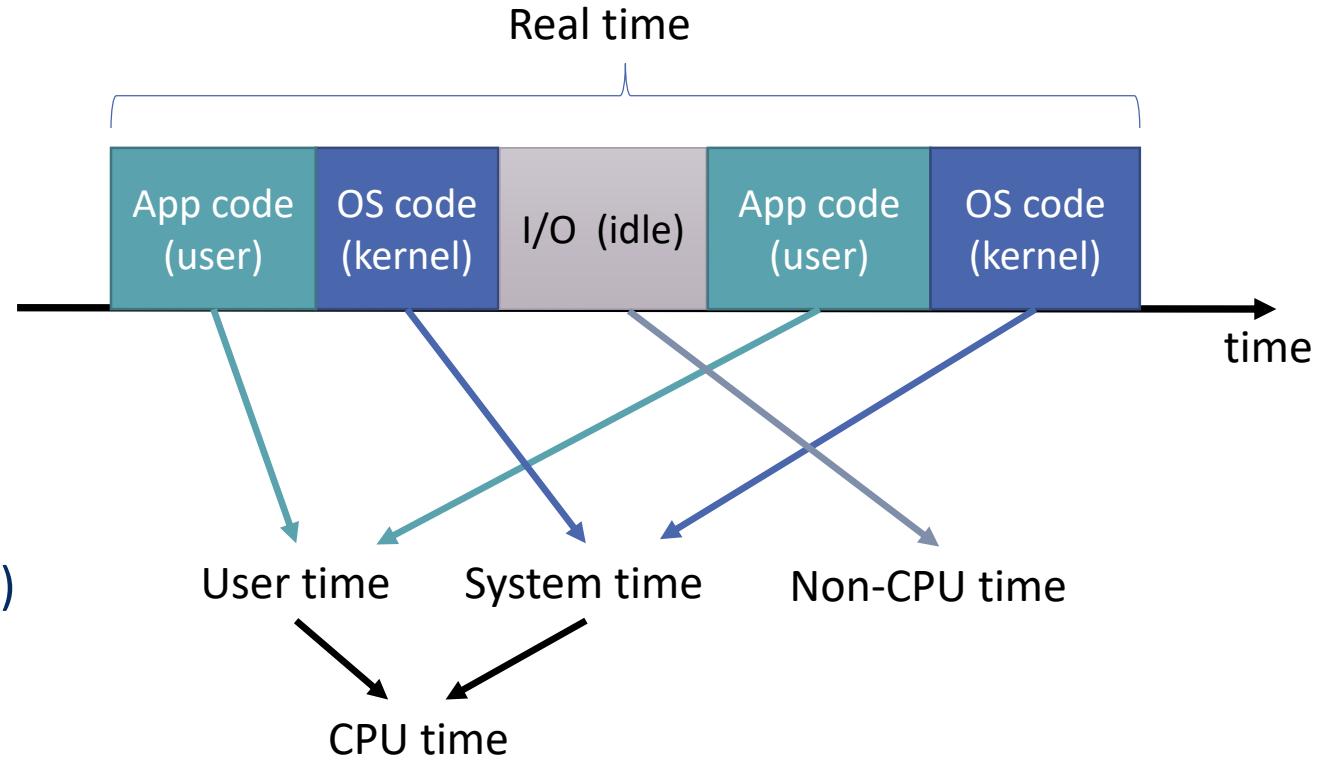 Real time
App code
(user)
OS code
(kernel)
I/O (idle)
App code
(user)
OS code
(kernel)
time
)
User time
System time
Non-CPU time
CPU time